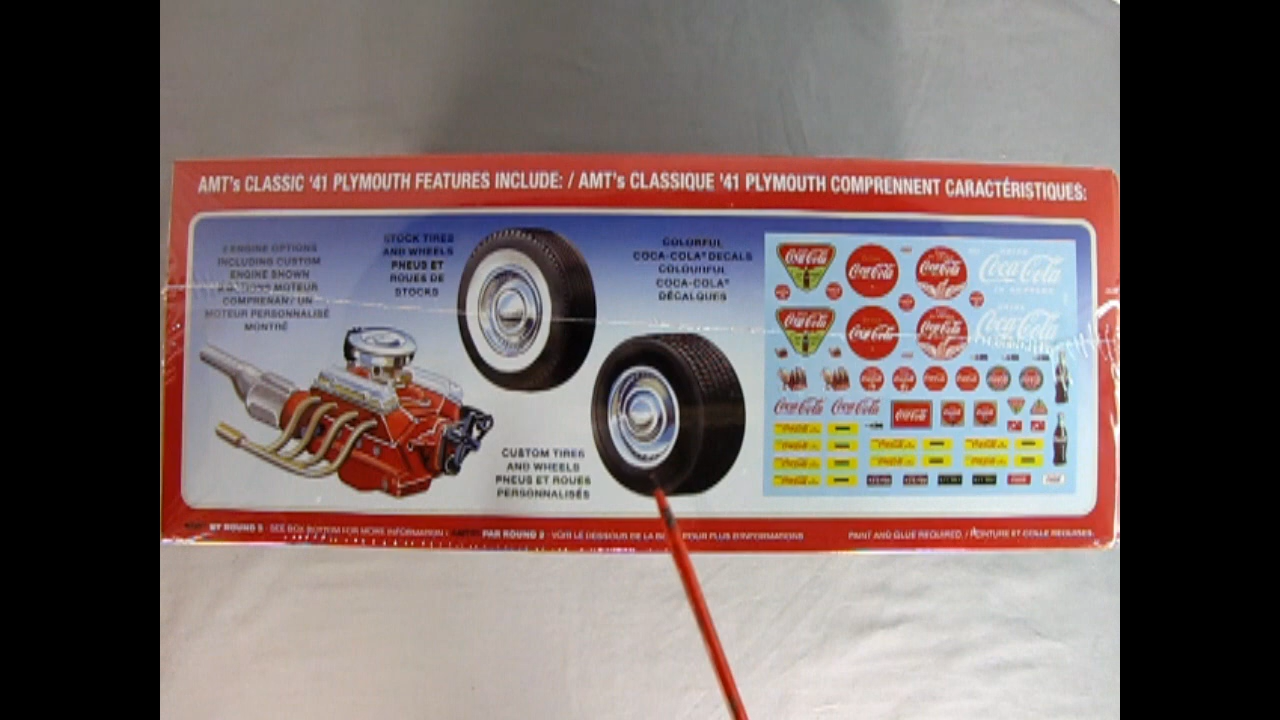 AMT's CLASSIC '41 PLYMOUTH FEATURES INCLUDE: / AMT's CLASSIQUE '41 PLYMOUTH COMPRENNENT CARACTÉRISTIQUES:
2 ENGINE OPTIONS
INCLUDING CUSTOM
ENGINE SHOWN
OPTIONS MOTEUR
COMPRENANT UN
MOTEUR PERSONNALISÉ
MONTRÉ
STOCK TIRES
AND WHEELS
PNEUS ET
ROUES DE
STOCKS
COLORFUL
COCA-COLA® DECALS
COLOURFUL
COCA-COLA®
DÉCALQUES
CUSTOM TIRES
AND WHEELS
PNEUS ET ROUES
PERSONNALISÉS
Coca-Cola
Coca-Cola
Coca-Cola
Coca-Cola
Coca-Cola
Coca-Cola
Coca-Cola
Coca-Cola
Coca-Cola
Coca-Cola
Coca-Cola
BY ROUND 2 - SEE BOX BOTTOM FOR MORE INFORMATION - PAR ROUND 2 - VOIR LE DESSOUR DE LA POUR PLUS D'INFORMATIONS
PAINT AND GLUE REQUIRED. / PEINTURE ET COLLE REQUISES.